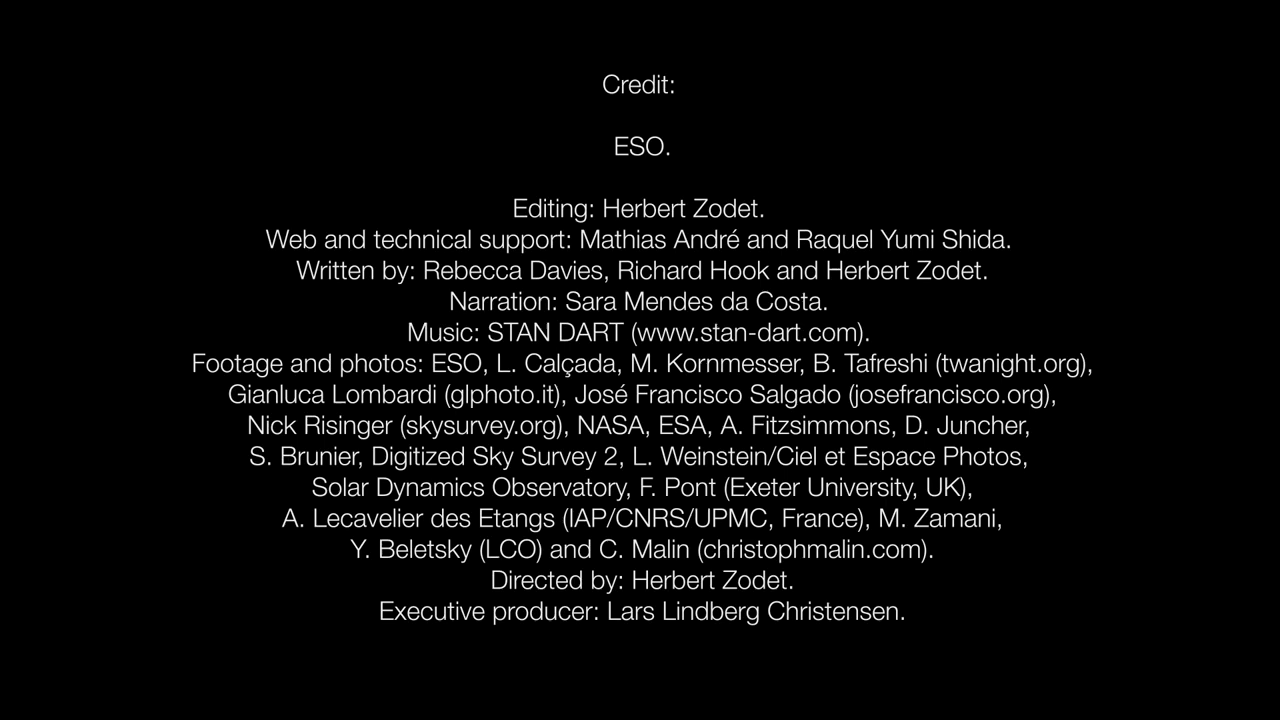 Credit:
ESO.
Editing: Herbert Zodet.
Web and technical support: Mathias André and Raquel Yumi Shida.
Written by: Rebecca Davies, Richard Hook and Herbert Zodet.
Narration: Sara Mendes da Costa.
Music: STAN DART (www.stan-dart.com).
Footage and photos: ESO, L. Calçada, M. Kornmesser, B. Tafreshi (twanight.org),
Gianluca Lombardi (glphoto.it), José Francisco Salgado (josefrancisco.org),
Nick Risinger (skysurvey.org), NASA, ESA, A. Fitzsimmons, D. Juncher,
S. Brunier, Digitized Sky Survey 2, L. Weinstein/Ciel et Espace Photos,
Solar Dynamics Observatory, F. Pont (Exeter University, UK),
A. Lecavelier des Etangs (IAP/CNRS/UPMC, France), M. Zamani,
Y. Beletsky (LCO) and C. Malin (christophmalin.com).
Directed by: Herbert Zodet.
Executive producer: Lars Lindberg Christensen.